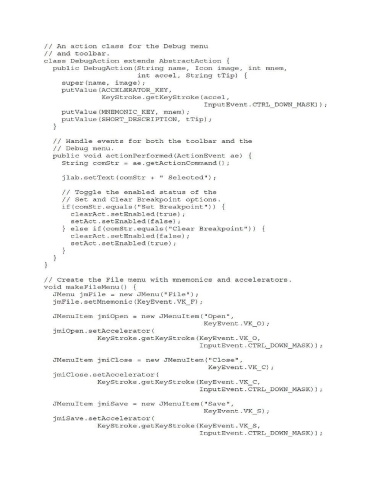 // An action class for the Debug menu
// and toolbar.
class DebugAction extends AbstractAction {
public DebugAction(String name, Icon image, int mnem,
int accel, String tTip) {
super(name, image);
putValue(ACCELERATOR_KEY,
KeyStroke.getKeyStroke(accel,
InputEvent.CTRL_DOWN_MASK));
putValue(MNEMONIC_KEY, mnem);
putValue(SHORT_DESCRIPTION, tTip);
}
// Handle events for both the toolbar and the
// Debug menu.
public void actionPerformed(ActionEvent ae) {
String comStr = ae.getActionCommand();
jlab.setText(comStr + " Selected");
// Toggle the enabled status of the
// Set and Clear Breakpoint options.
if(comStr.equals("Set Breakpoint")) {
clearAct.setEnabled(true);
setAct.setEnabled(false);
} else if(comStr.equals("Clear Breakpoint")) {
clearAct.setEnabled(false);
setAct.setEnabled(true);
}
}
}
// Create the File menu with mnemonics and accelerators.
void makeFileMenu() {
JMenu jmFile = new JMenu("File");
jmFile.setMnemonic(KeyEvent.VK_F);
JMenuItem jmiOpen = new JMenuItem("Open",
KeyEvent.VK_O);
jmiOpen.setAccelerator(
KeyStroke.getKeyStroke(KeyEvent.VK_O,
InputEvent.CTRL_DOWN_MASK));
JMenuItem jmiClose = new JMenuItem("Close",
KeyEvent.VK_C);
jmiClose.setAccelerator(
KeyStroke.getKeyStroke(KeyEvent.VK_C,
InputEvent.CTRL_DOWN_MASK));
JMenuItem jmiSave = new JMenuItem("Save",
KeyEvent.VK_S);
jmiSave.setAccelerator(
KeyStroke.getKeyStroke(KeyEvent.VK_S,
InputEvent.CTRL_DOWN_MASK));